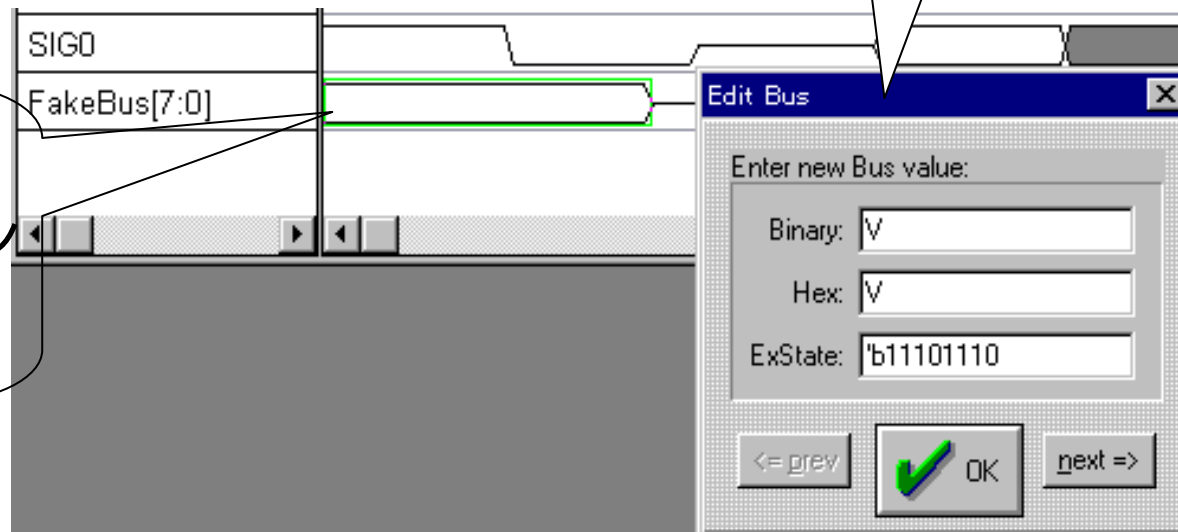 SIG0
FakeBus[7:0]
Edit Bus
Enter new Bus value:
Binary: V
Hex: V
ExState: 'b11101110
<= prev
OK
next =>